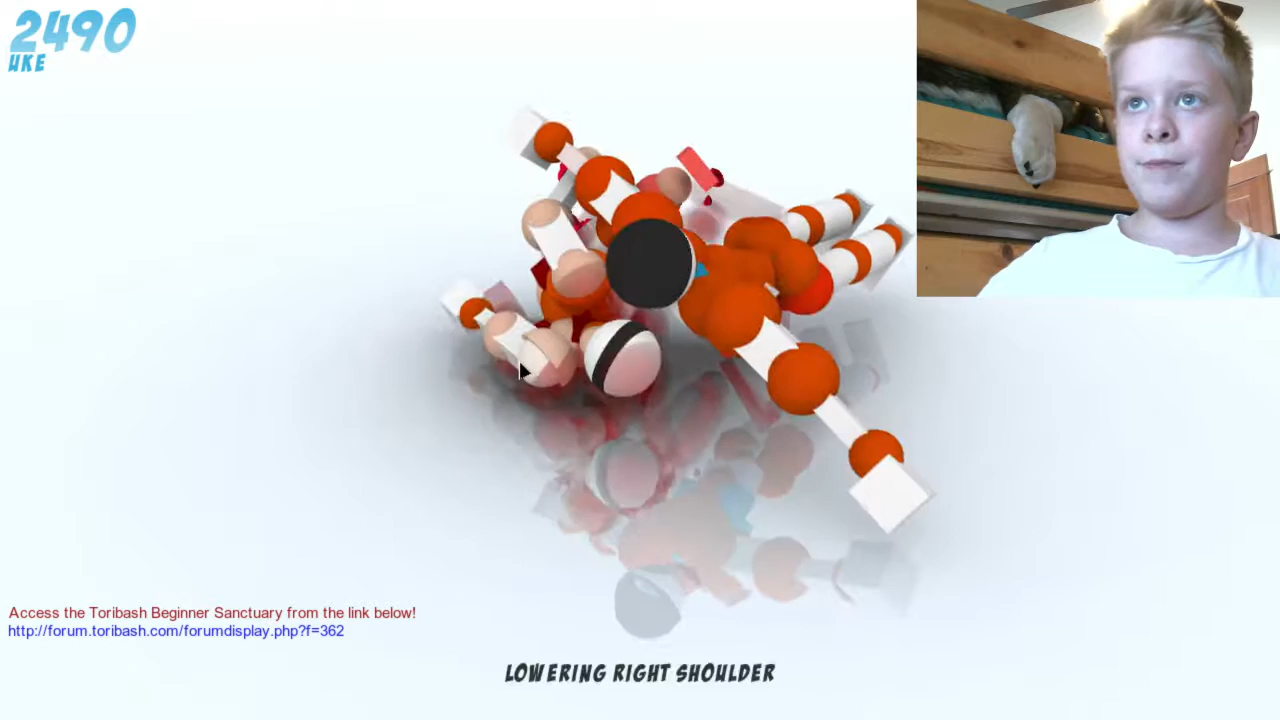 2490
UKE
Access the Toribash Beginner Sanctuary from the link below!
http://forum.toribash.com/forumdisplay.php?f=362
LOWERING RIGHT SHOULDER